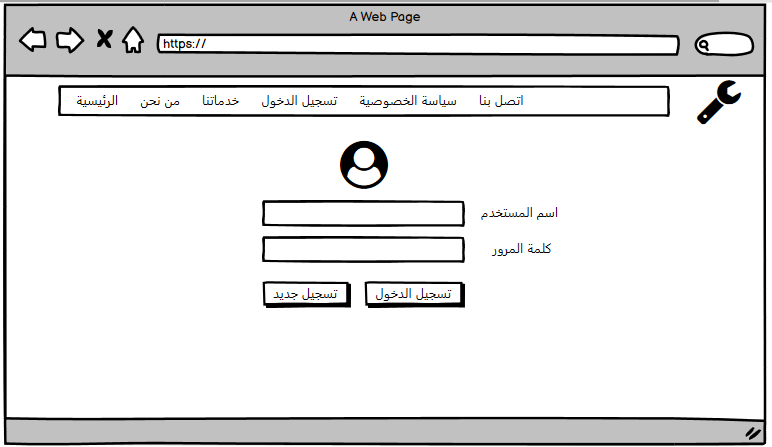 A Web Page
https://
الرئيسية من نحن خدماتنا تسجيل الدخول سياسة الخصوصية اتصل بنا
اسم المستخدم
كلمة المرور
تسجيل الدخول تسجيل جديد